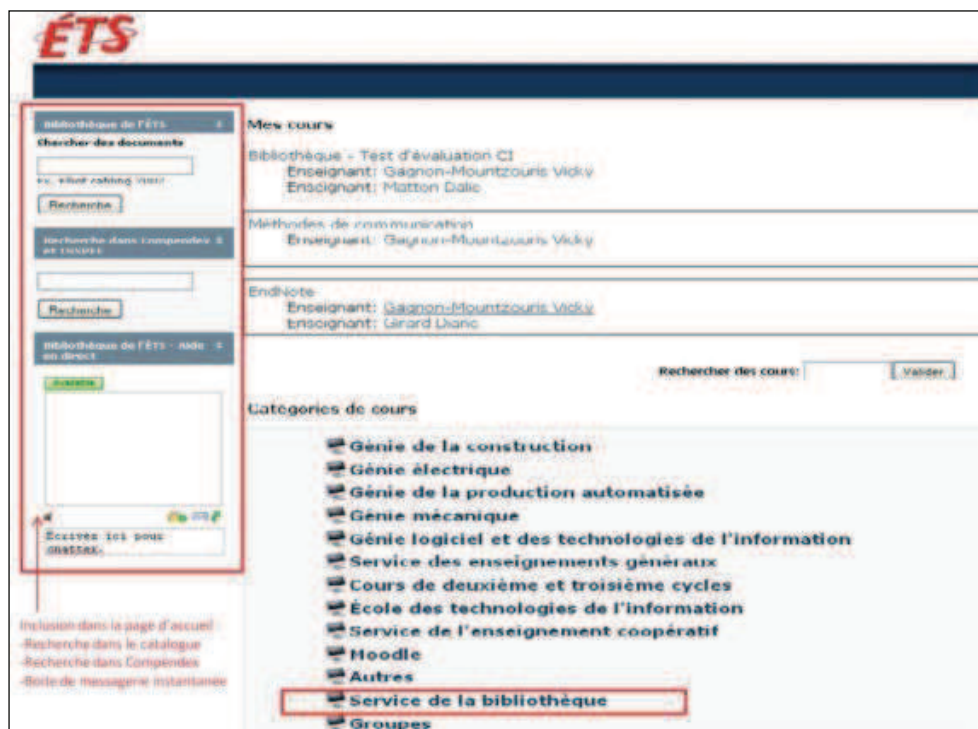 ÉTS
Bibliothèque de l'ÉTS
Chercher des documents
Recherche
Recherche dans Compendex
Recherche
Bibliothèque de l'ÉTS - Aide
en direct
Available
Ecrivez ici pour
chatter.
Inclusion dans la page d'accueil
-Recherche dans le catalogue
-Recherche dans Compendex
-Boite de messagerie instantanée
Mes cours
Bibliothèque - Test d'évaluation CI
Enseignant: Gagnon-Mountzouris Vicky
Enseignant: Matton Dalie
Méthodes de communication
Enseignant: Gagnon-Mountzouris Vicky
EndNote
Enseignant: Gagnon-Mountzouris Vicky
Enseignant: Girard Diane
Rechercher des cours:
Valider
Catégories de cours
Génie de la construction
Génie électrique
Génie de la production automatisée
Génie mécanique
Génie logiciel et des technologies de l'information
Service des enseignements généraux
Cours de deuxième et troisième cycles
École des technologies de l'information
Service de l'enseignement coopératif
Moodle
Autres
Service de la bibliothèque
Groupes